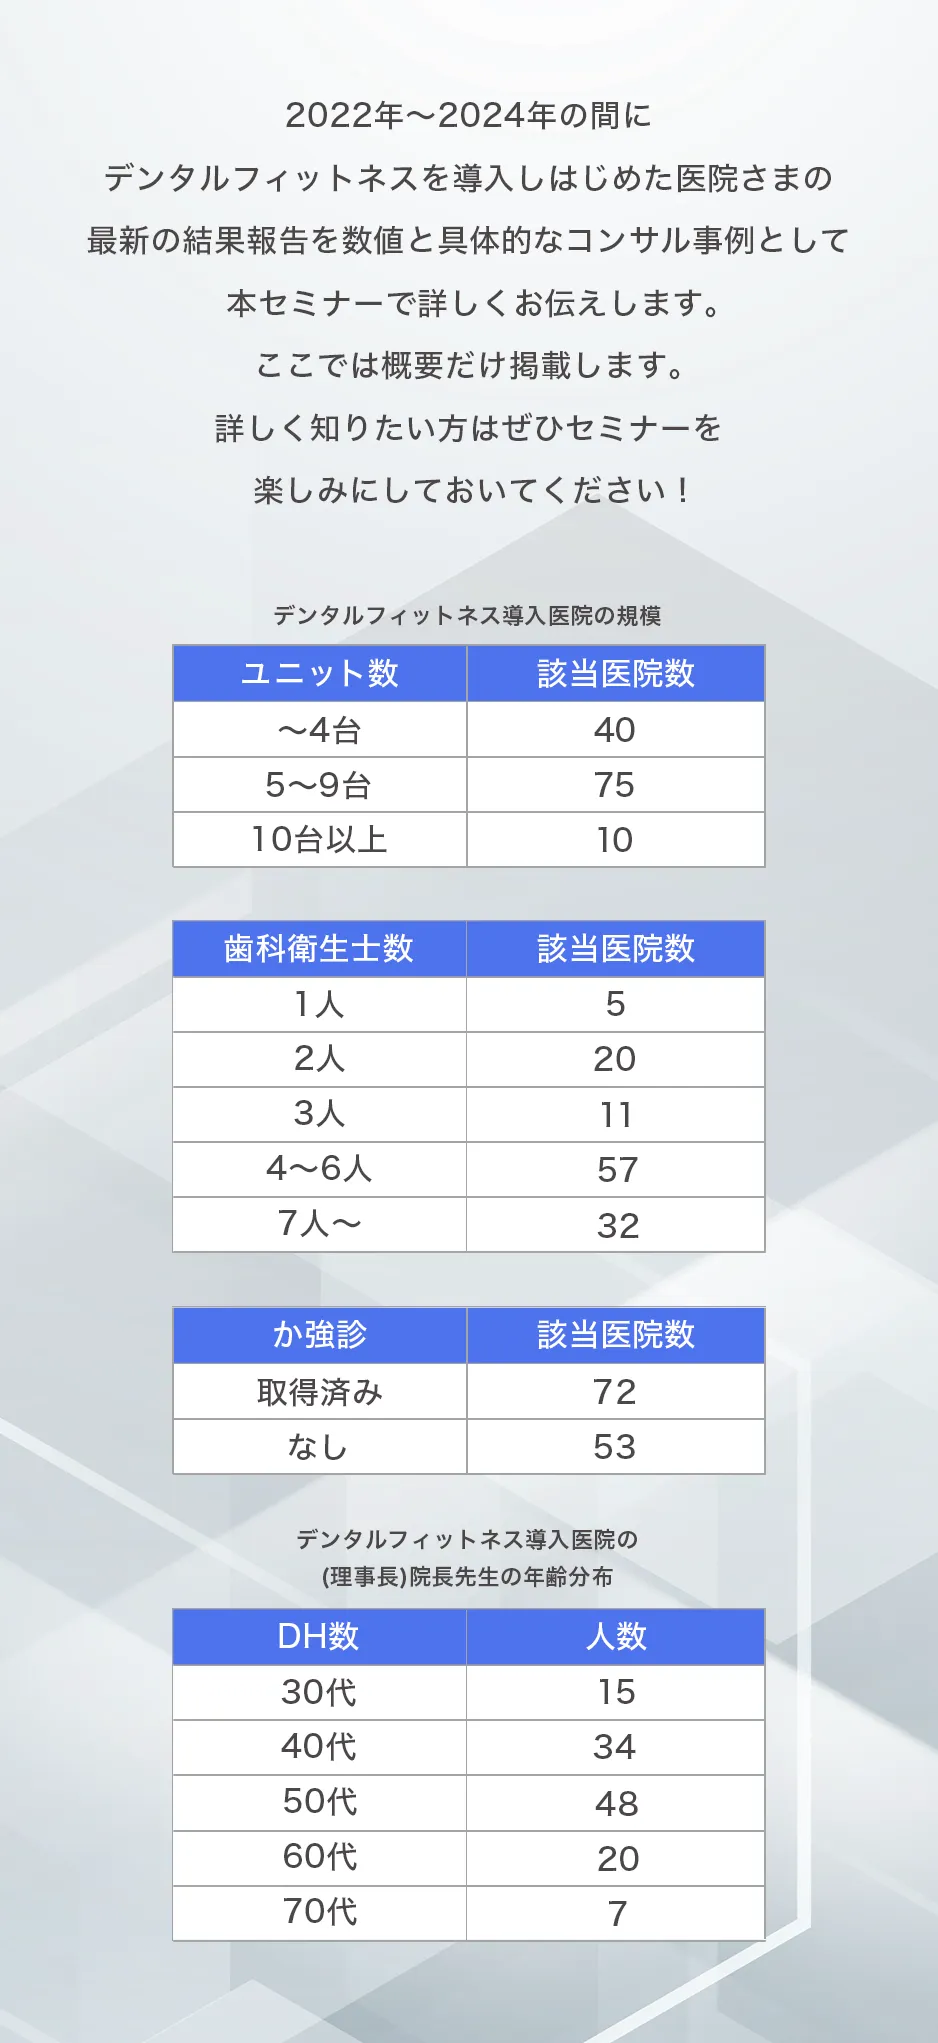 2022年〜2024年の間に
デンタルフィットネスを導入しはじめた医院さまの
最新の結果報告を数値と具体的なコンサル事例として
本セミナーで詳しくお伝えします。
ここでは概要だけ掲載します。
詳しく知りたい方はぜひセミナーを
楽しみにしておいてください！
デンタルフィットネス導入医院の規模
ユニット数 該当医院数
〜4台 40
5〜9台 75
10台以上 10
歯科衛生士数 該当医院数
1人 5
2人 20
3人 11
4〜6人 57
7人〜 32
か強診 該当医院数
取得済み 72
なし 53
デンタルフィットネス導入医院の
(理事長)院長先生の年齢分布
DH数 人数
30代 15
40代 34
50代 48
60代 20
70代 7